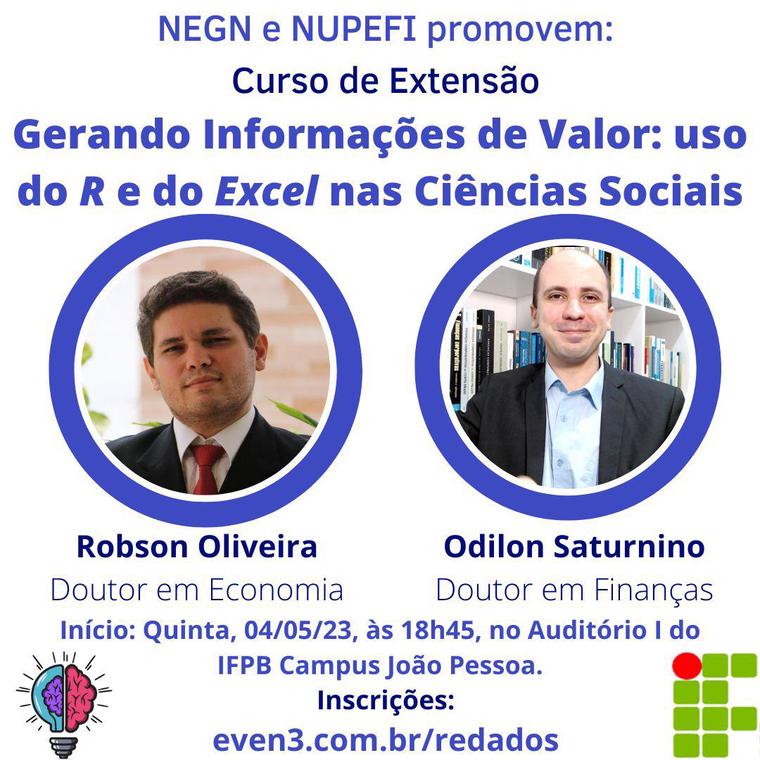 NEGN e NUPEFI promovem:
Curso de Extensão
Gerando Informações de Valor: uso
do R e do Excel nas Ciências Sociais
Robson Oliveira
Doutor em Economia
Odilon Saturnino
Doutor em Finanças
Início: Quinta, 04/05/23, às 18h45, no Auditório I do
IFPB Campus João Pessoa.
Inscrições:
even3.com.br/redados